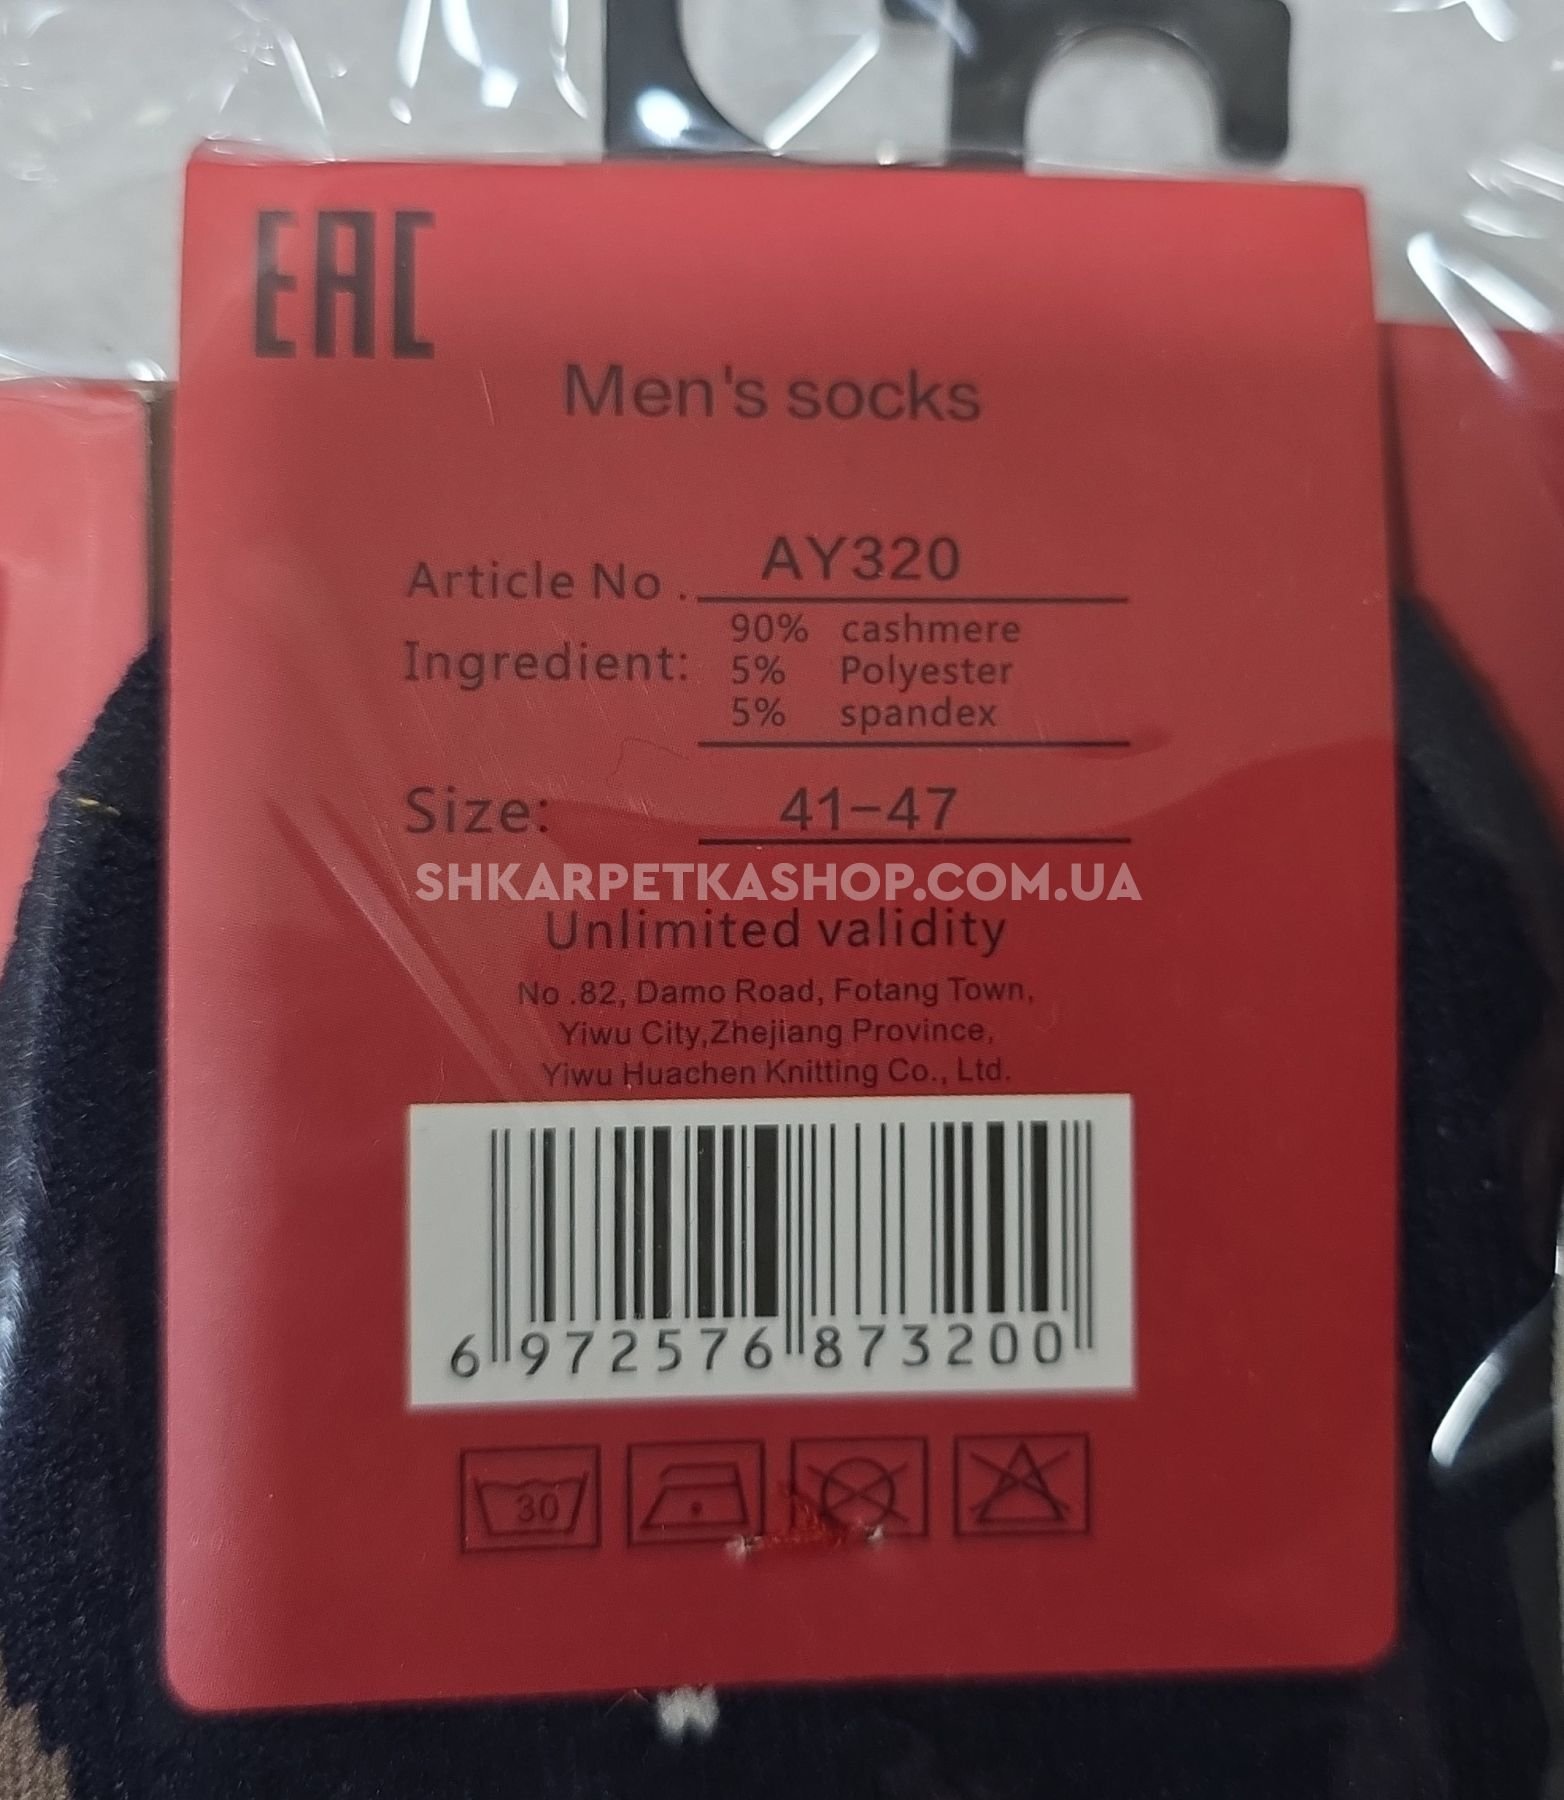 EAC
Men's socks
Article No . AY320
Ingredient: 90% cashmere
5% Polyester
5% spandex
Size: 41-47
SHKARPETKASHOP.COM.UA
Unlimited validity
No .82, Damo Road, Fotang Town,
Yiwu City,Zhejiang Province,
Yiwu Huachen Knitting Co., Ltd.
6 972576 873200
30